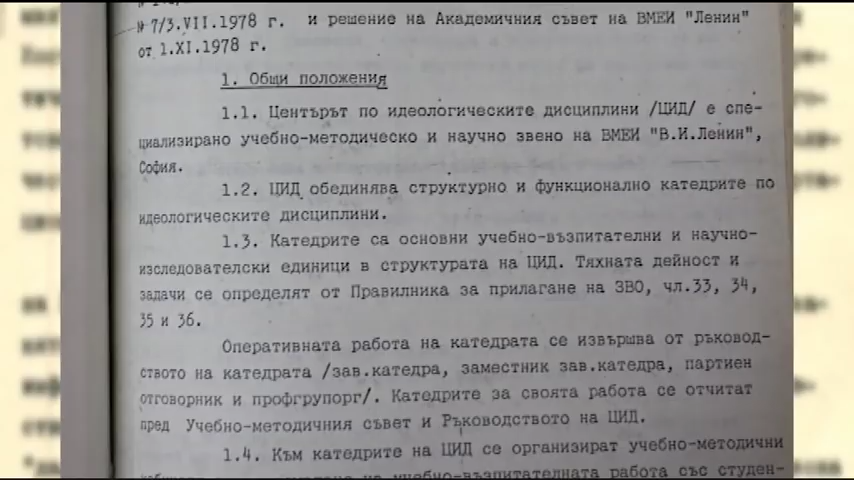 № 7/3.VII.1978 г. и решение на Академичния съвет на ВМЕИ "Ленин"
от 1.XI.1978 г.
1. Общи положения
1.1. Центърът по идеологическите дисциплини /ЦИД/ е спе-
циализирано учебно-методическо и научно звено на ВМЕИ "В.И.Ленин",
София.
1.2. ЦИД обединява структурно и функционално катедрите по
идеологическите дисциплини.
1.3. Катедрите са основни учебно-възпитателни и научно-
изследователски единици в структурата на ЦИД. Тяхната дейност и
задачи се определят от Правилника за прилагане на ЗВО, чл.33, 34,
35 и 36.
Оперативната работа на катедрата се извършва от ръковод-
ството на катедрата /зав.катедра, заместник зав.катедра, партиен
отговорник и профгрупорг/. Катедрите за своята работа се отчитат
пред Учебно-методичния съвет и Ръководството на ЦИД.
1.4. Към катедрите на ЦИД се организират учебно-методични
на учебно-възпитателната работа със студен-